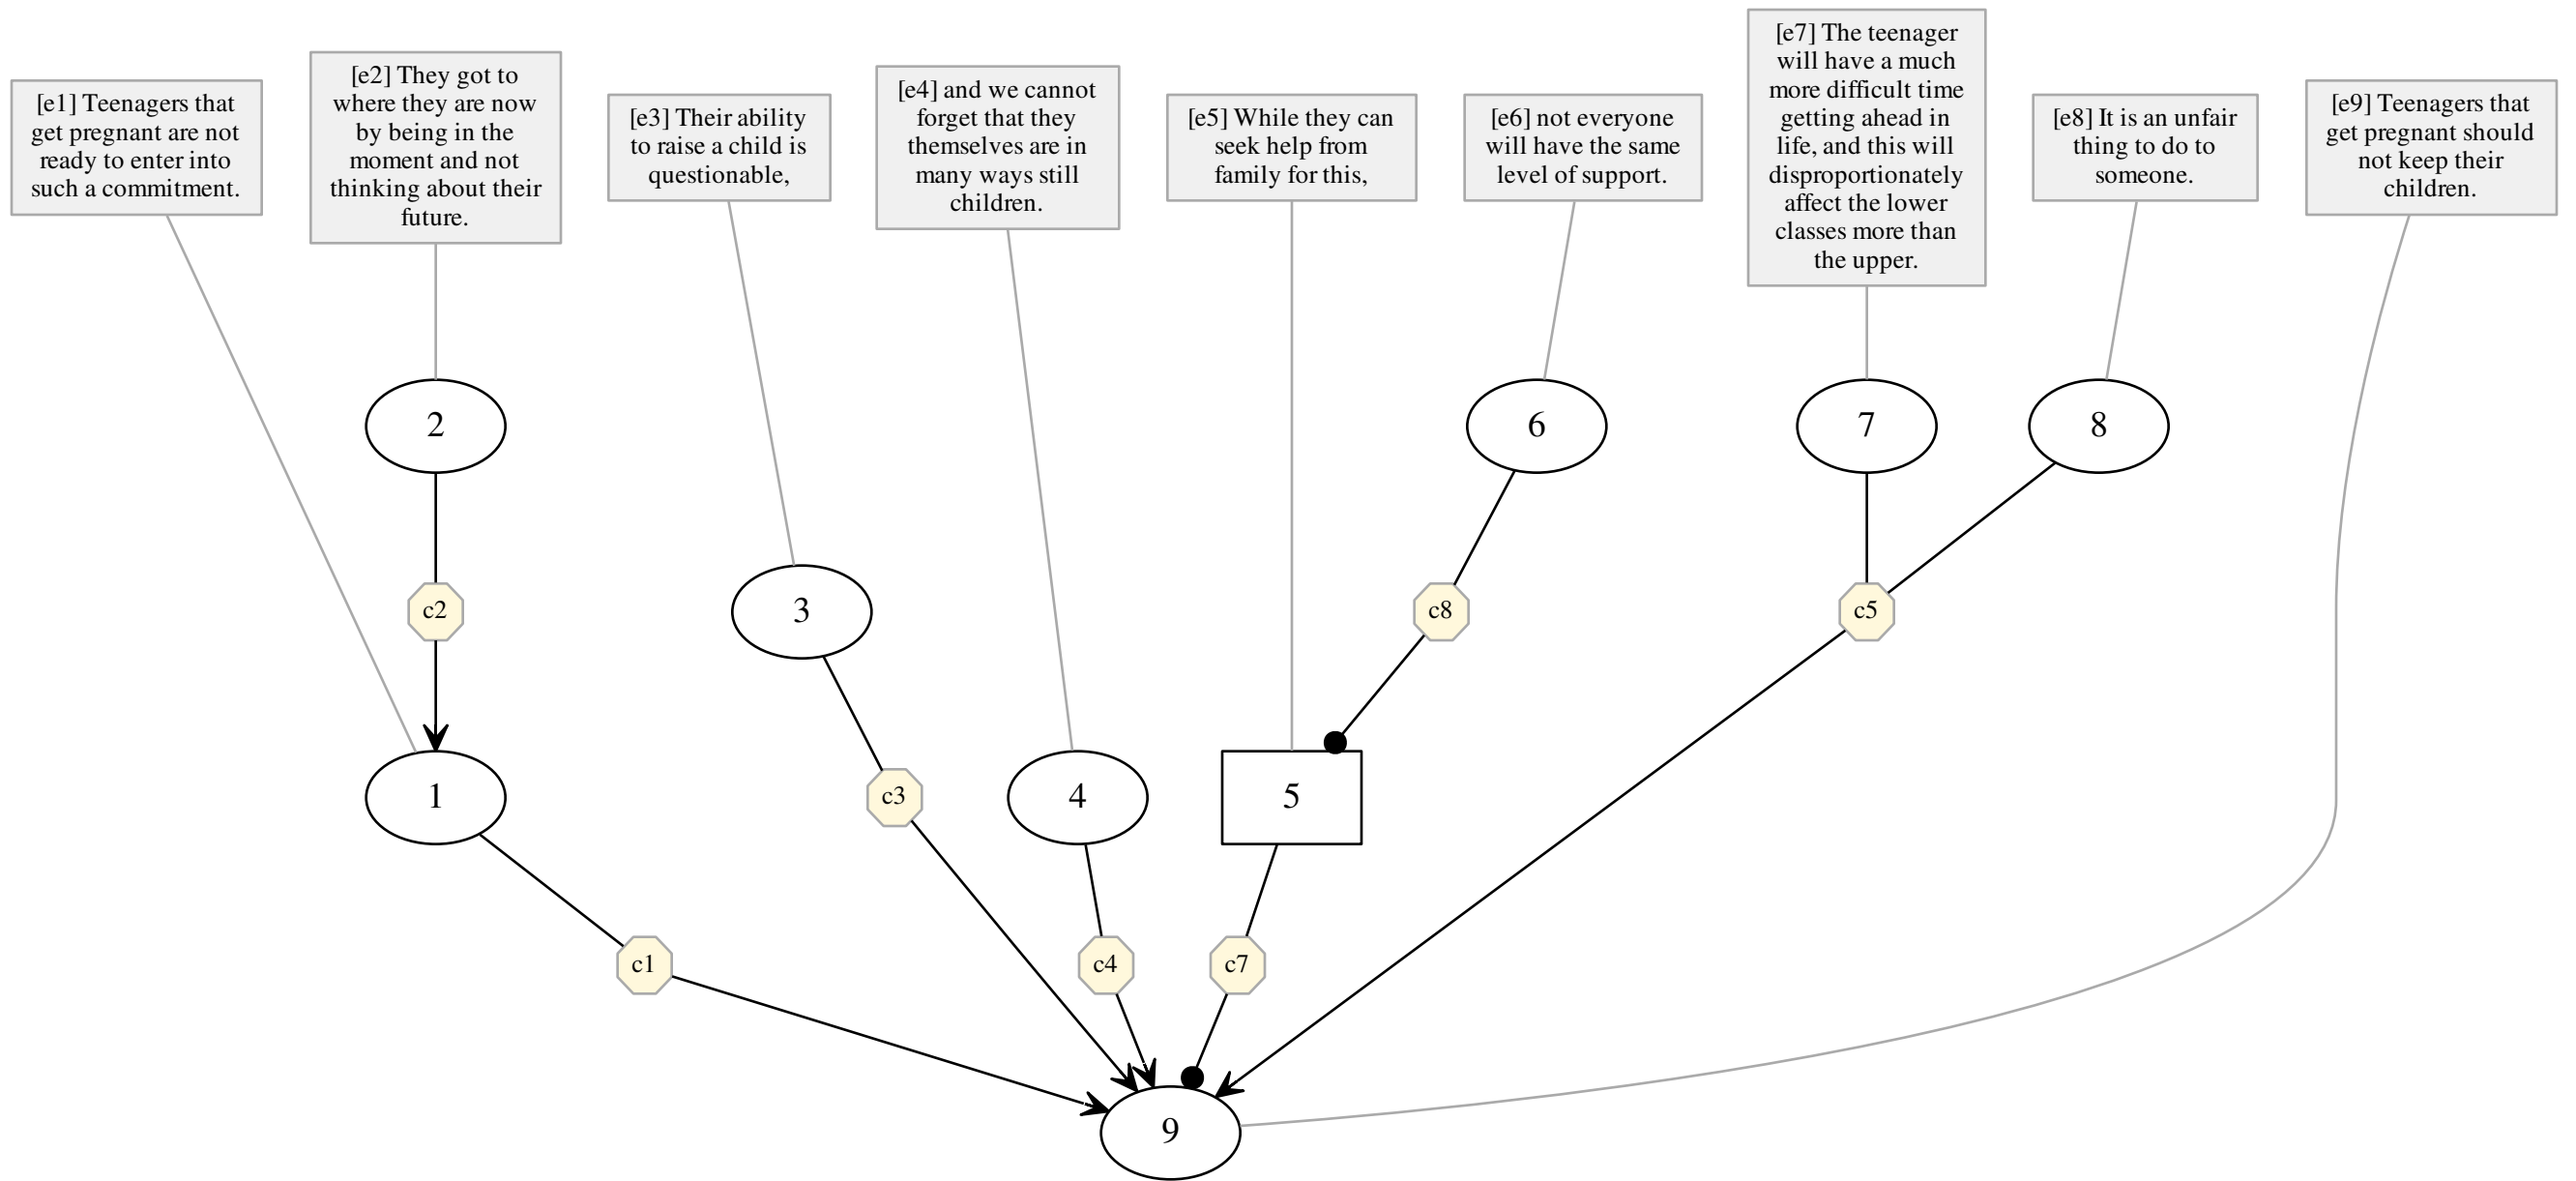 [e1] Teenagers that
get pregnant are not
ready to enter into
such a commitment.
[e2] They got to
where they are now
by being in the
moment and not
thinking about their
future.
[e3] Their ability
to raise a child is
questionable,
[e4] and we cannot
forget that they
themselves are in
many ways still
children.
[e5] While they can
seek help from
family for this,
[e6] not everyone
will have the same
level of support.
[e7] The teenager
will have a much
more difficult time
getting ahead in
life, and this will
disproportionately
affect the lower
classes more than
the upper.
[e8] It is an unfair
thing to do to
someone.
[e9] Teenagers that
get pregnant should
not keep their
children.
2
6
7
8
c2
3
c8
c5
1
c3
4
5
c1
c4
c7
9